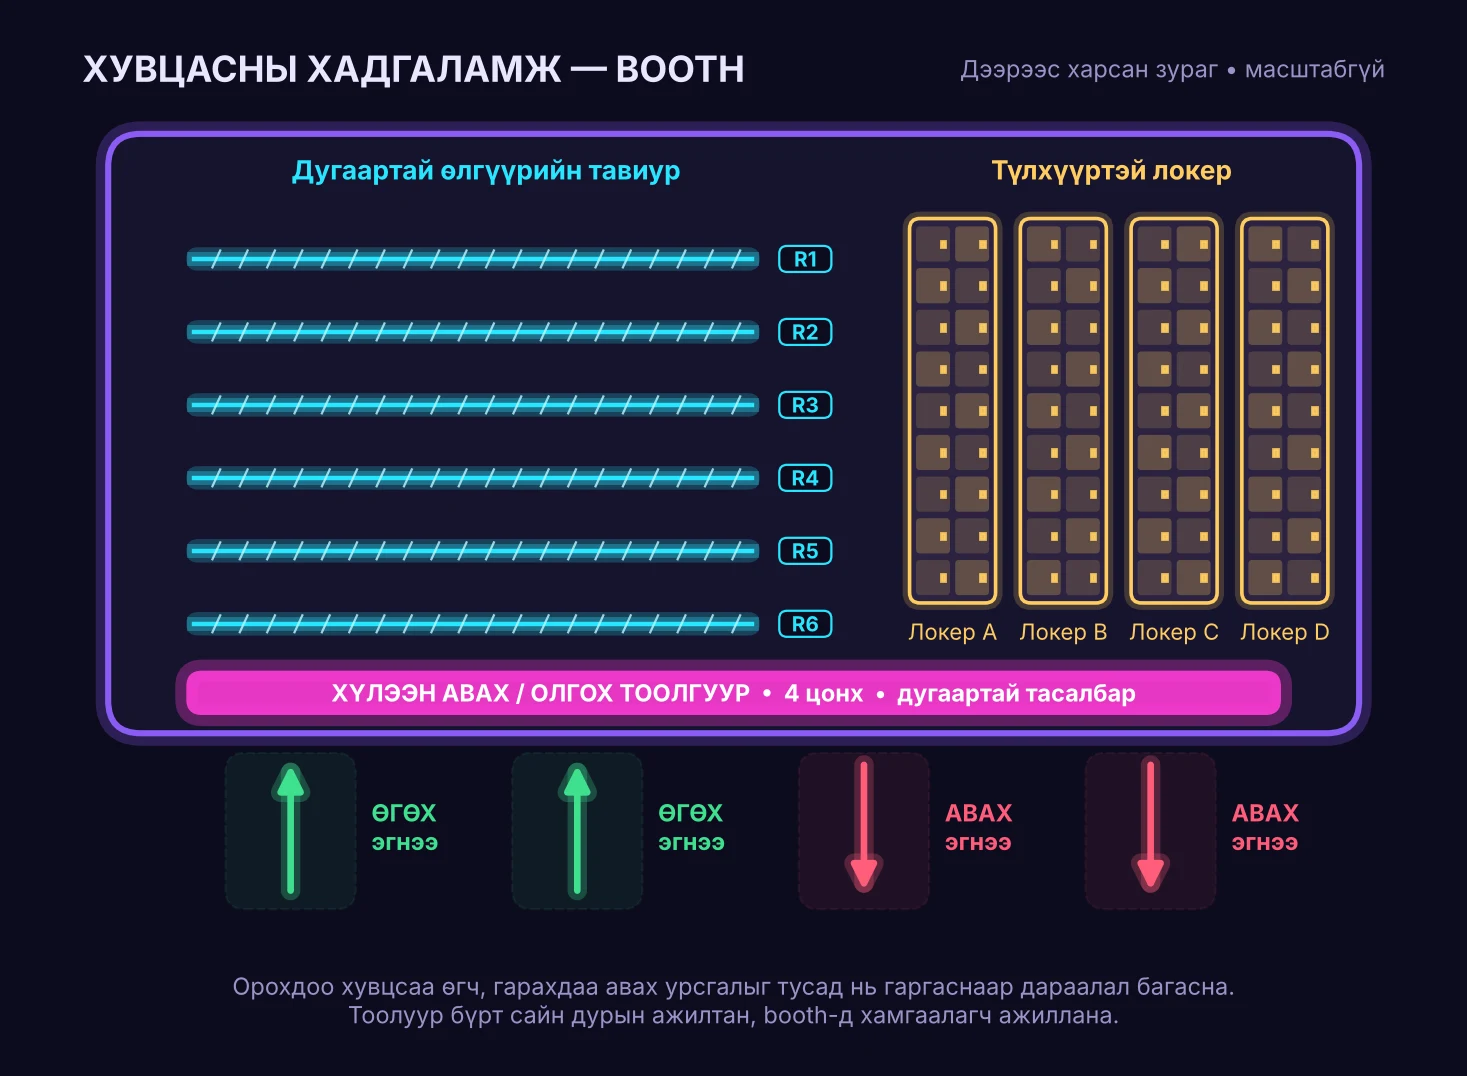 ХУВЦАСНЫ ХАДГАЛАМЖ — BOOTH
Дээрээс харсан зураг • масштабгүй
Дугаартай өлгүүрийн тавиур
Түлхүүртэй локер
R1
R2
R3
R4
R5
R6
Локер A
Локер B
Локер C
Локер D
ХҮЛЭЭН АВАХ / ОЛГОХ ТООЛГУУР • 4 цонх • дугаартай тасалбар
ӨГӨХ
эгнээ
ӨГӨХ
эгнээ
АВАХ
эгнээ
АВАХ
эгнээ
Орохдоо хувцсаа өгч, гарахдаа авах урсгалыг тусад нь гаргаснаар дараалал багасна.
Тоолуур бүрт сайн дурын ажилтан, booth-д хамгаалагч ажиллана.